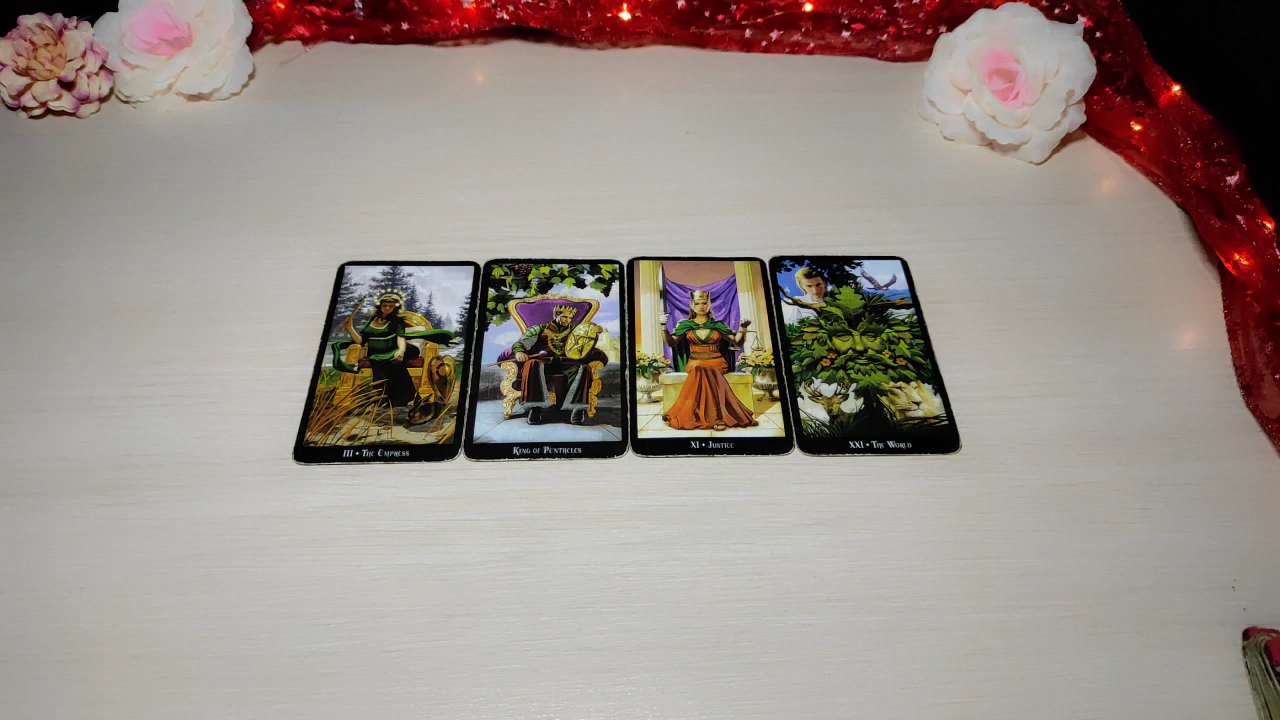 III • The Empress
King of Pentacles
XI • Justice
XXI • The World